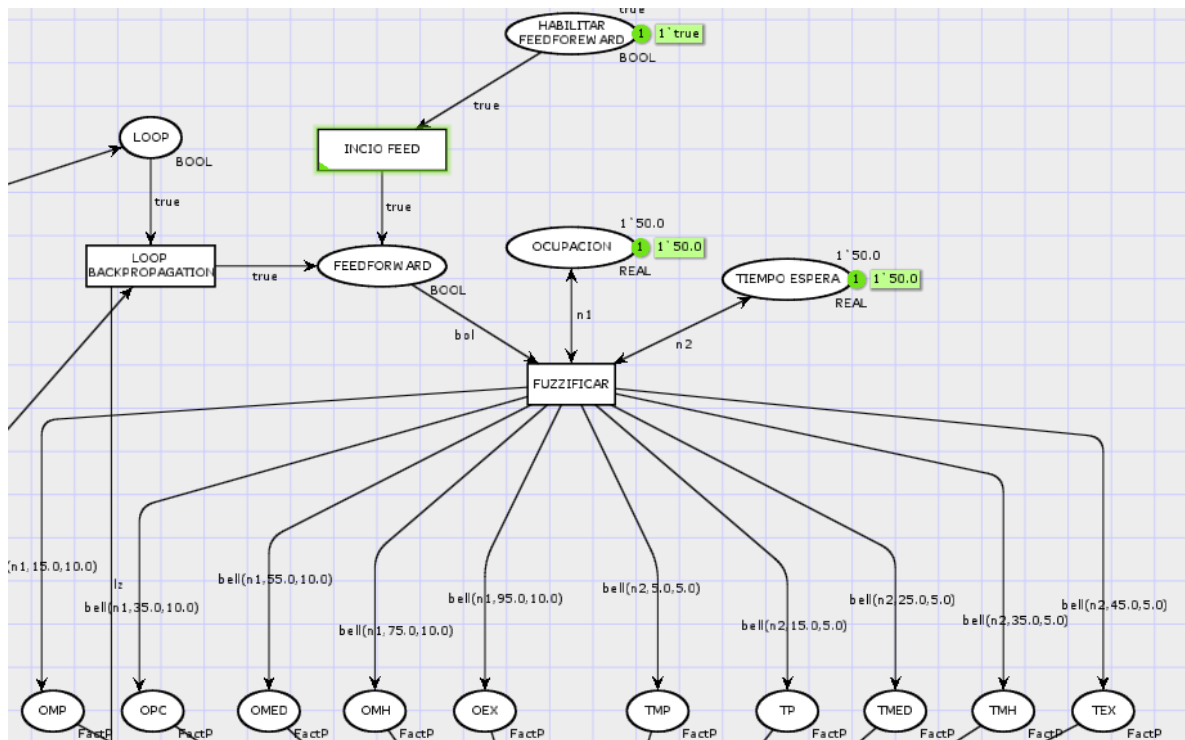 true
HABILITAR
FEEDFOREWARD
1
1`true
BOOL
true
LOOP
BOOL
INCIO FEED
true
true
1`50.0
OCUPACION
1
1`50.0
REAL
1`50.0
TIEMPO ESPERA
1
1`50.0
REAL
LOOP
BACKPROPAGATION
true
FEEDFORWARD
BOOL
bol
n1
n2
FUZZIFICAR
(n1,15.0,10.0)
lz
bell(n1,35.0,10.0)
bell(n1,55.0,10.0)
bell(n1,75.0,10.0)
bell(n1,95.0,10.0)
bell(n2,5.0,5.0)
bell(n2,15.0,5.0)
bell(n2,25.0,5.0)
bell(n2,35.0,5.0)
bell(n2,45.0,5.0)
OMP
OPC
OMED
OMH
OEX
TMP
TP
TMED
TMH
TEX
FactP
FactP
FactP
FactP
FactP
FactP
FactP
FactP
FactP
FactP